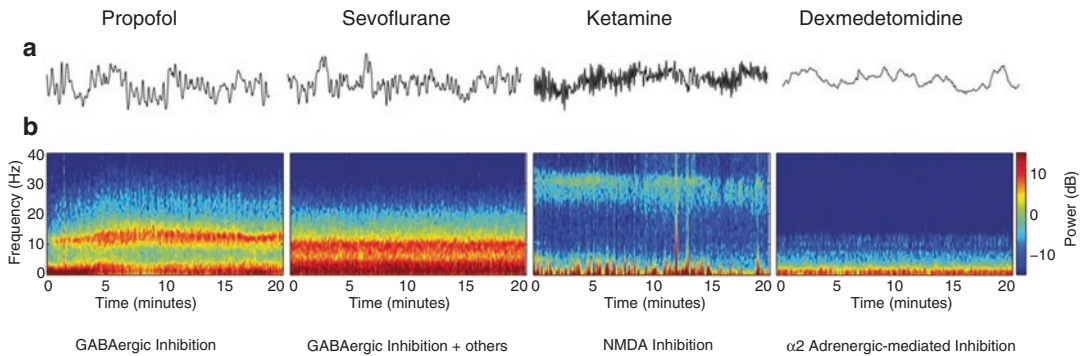 Propofol Sevoflurane Ketamine Dexmedetomidine
a
b
Frequency (Hz)
40
30
20
10
0
0 5 10 15 20
Time (minutes)
0 5 10 15 20
Time (minutes)
0 5 10 15 20
Time (minutes)
0 5 10 15 20
Time (minutes)
10
0
−10
Power (dB)
GABAergic Inhibition GABAergic Inhibition + others NMDA Inhibition α2 Adrenergic-mediated Inhibition